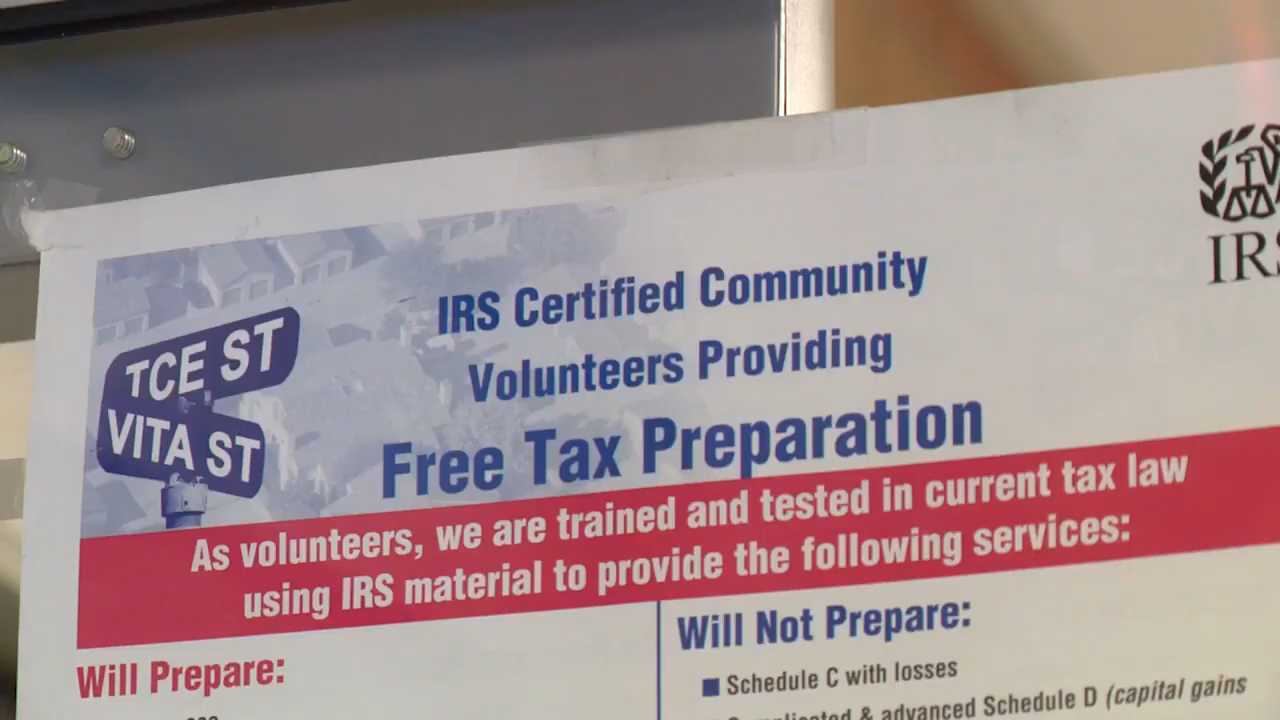 IRS
TCE ST
VITA ST
IRS Certified Community
Volunteers Providing
Free Tax Preparation
As volunteers, we are trained and tested in current tax law
using IRS material to provide the following services:
Will Prepare:
Will Not Prepare:
Schedule C with losses
& advanced Schedule D (capital gains